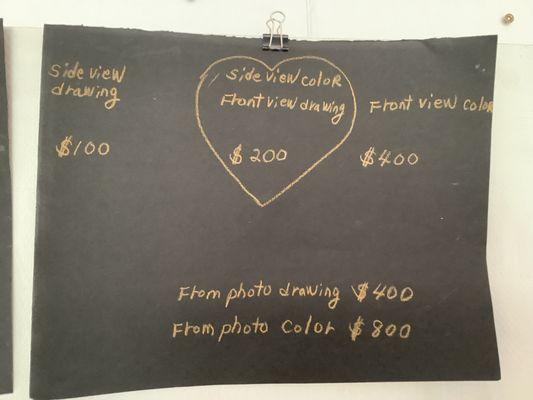 Side view
drawing
$100
Side view color
Front view drawing
$200
Front view color
$400
From photo drawing $400
From photo Color $800